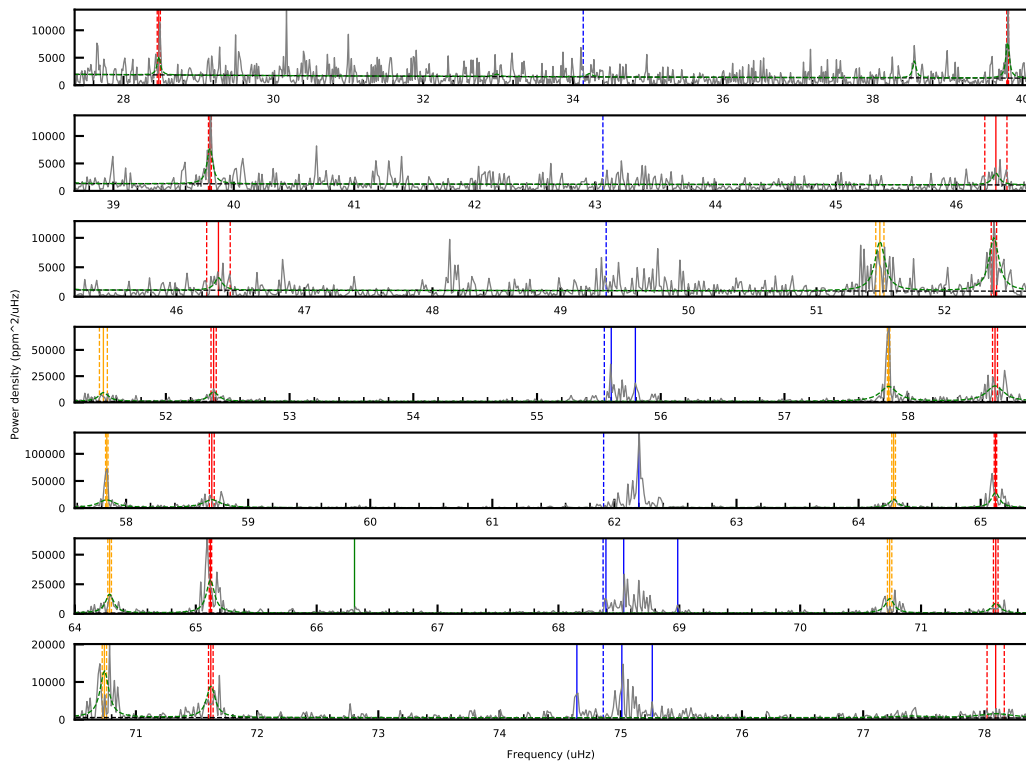 10000
5000
0
28 30 32 34 36 38 40
10000
5000
0
39 40 41 42 43 44 45 46
10000
5000
0
46 47 48 49 50 51 52
Power density (ppm^2/uHz)
50000
25000
0
52 53 54 55 56 57 58
100000
50000
0
58 59 60 61 62 63 64 65
50000
25000
0
64 65 66 67 68 69 70 71
20000
10000
0
71 72 73 74 75 76 77 78
Frequency (uHz)